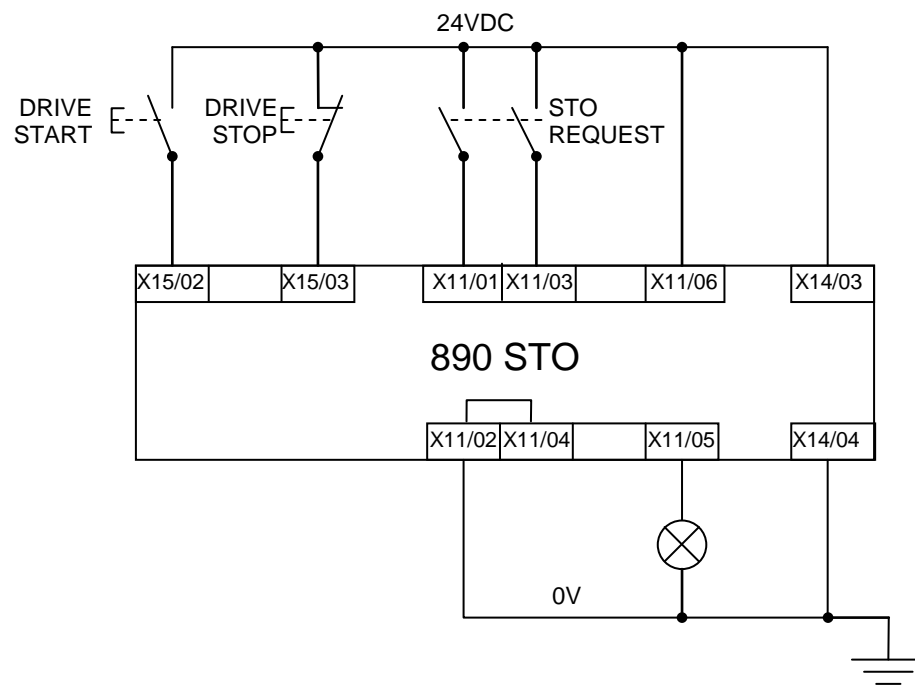 24VDC
DRIVE
START
DRIVE
STOP
STO
REQUEST
X15/02
X15/03
X11/01
X11/03
X11/06
X14/03
890 STO
X11/02
X11/04
X11/05
X14/04
0V